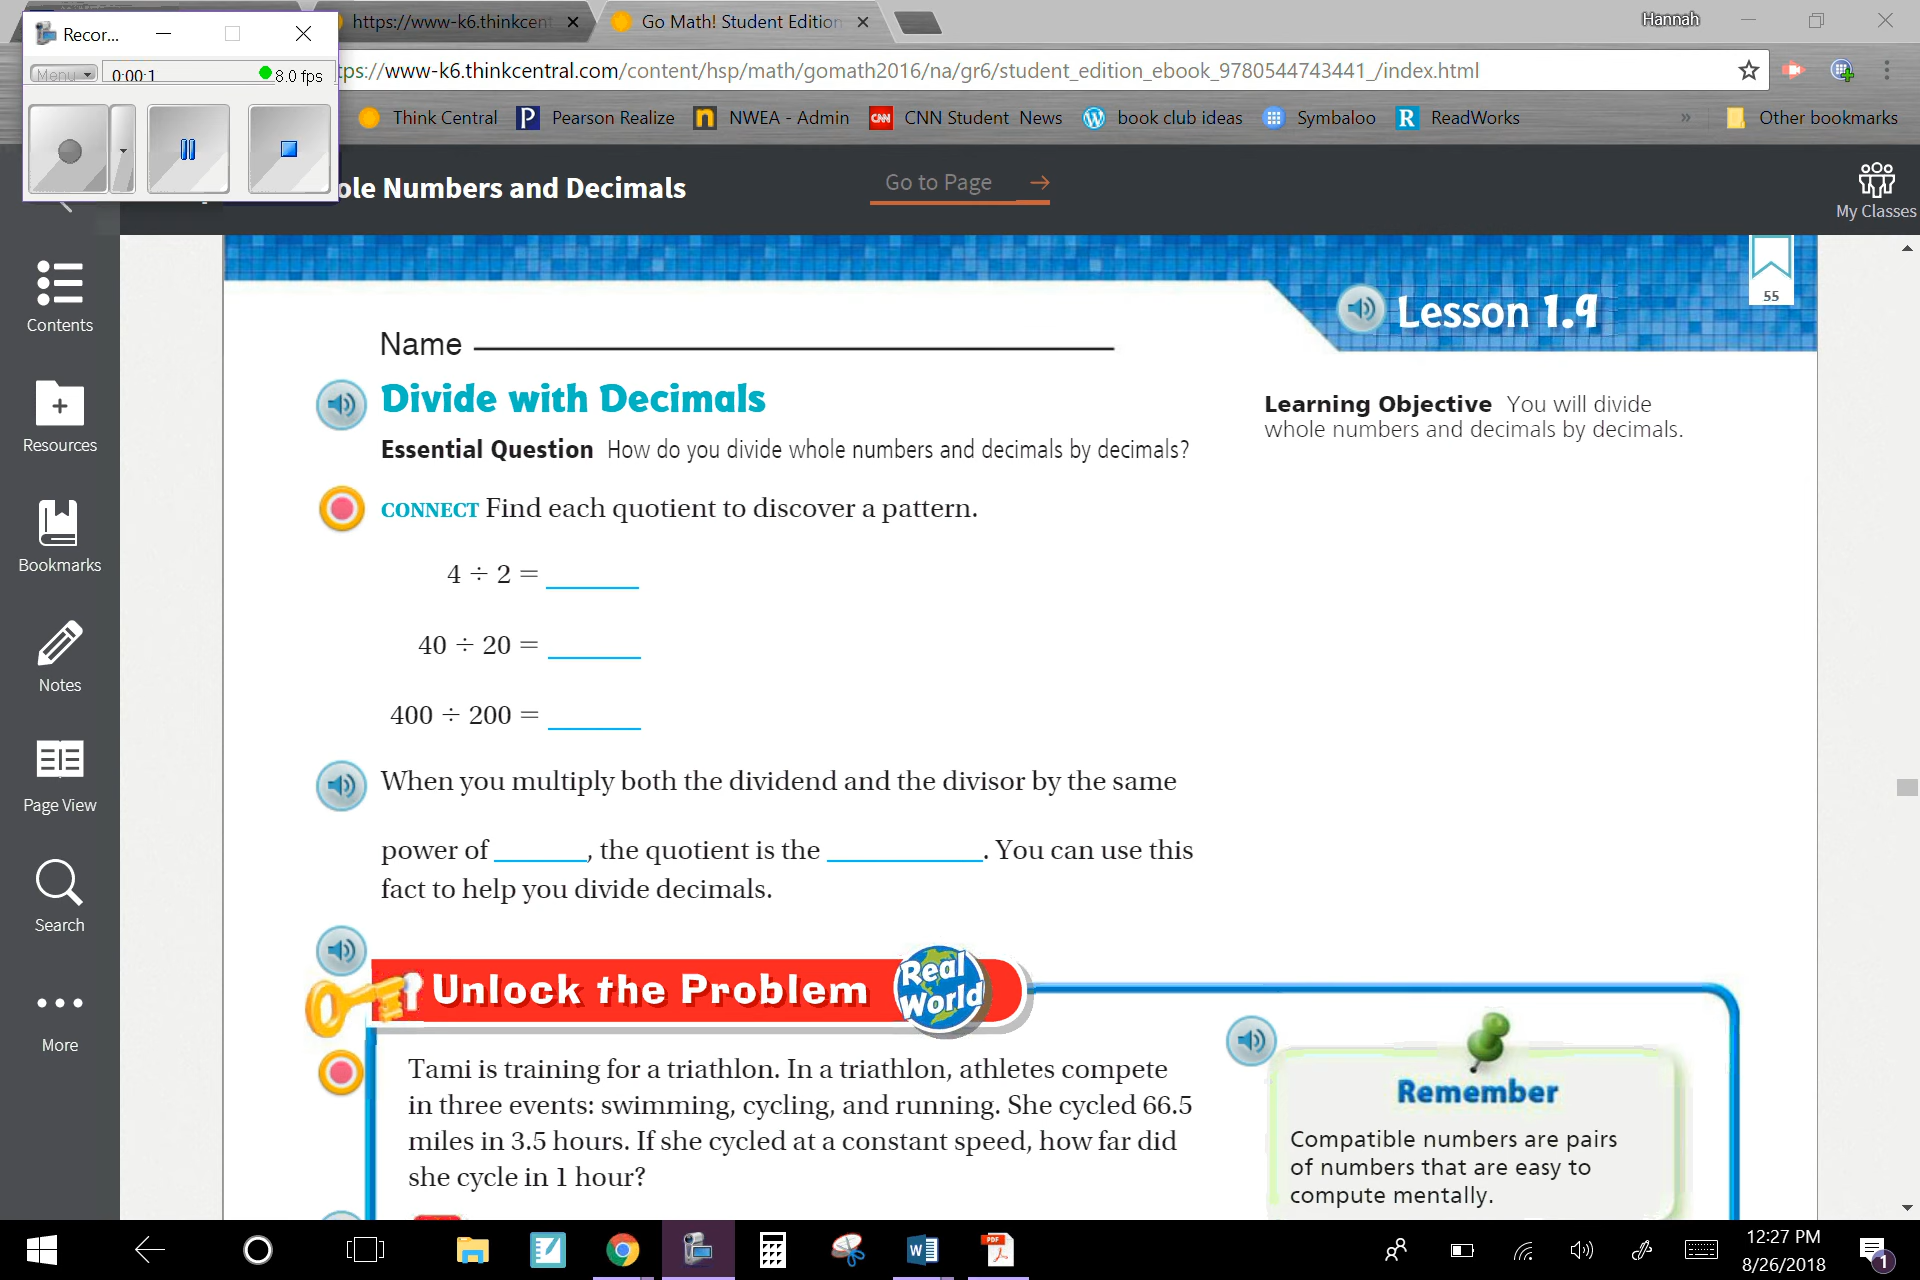 Recor...
Menu
0:00:1
8.0 fps
https://www-k6.thinkcent
Go Math! Student Edition
Hannah
tps://www-k6.thinkcentral.com/content/hsp/math/gomath2016/na/gr6/student_edition_ebook_9780544743441_/index.html
Think Central
Pearson Realize
NWEA - Admin
CNN Student News
book club ideas
Symbaloo
ReadWorks
»
Other bookmarks
ole Numbers and Decimals
Go to Page
My Classes
Contents
Resources
Bookmarks
Notes
Page View
Search
More
55
Lesson 1.9
Name
Divide with Decimals
Essential Question How do you divide whole numbers and decimals by decimals?
Learning Objective You will divide
whole numbers and decimals by decimals.
CONNECT Find each quotient to discover a pattern.
4 ÷ 2 = ______
40 ÷ 20 = ______
400 ÷ 200 = ______
When you multiply both the dividend and the divisor by the same
power of ______, the quotient is the __________. You can use this
fact to help you divide decimals.
Unlock the Problem
Real
World
Tami is training for a triathlon. In a triathlon, athletes compete
in three events: swimming, cycling, and running. She cycled 66.5
miles in 3.5 hours. If she cycled at a constant speed, how far did
she cycle in 1 hour?
Remember
Compatible numbers are pairs
of numbers that are easy to
compute mentally.
12:27 PM
8/26/2018
1